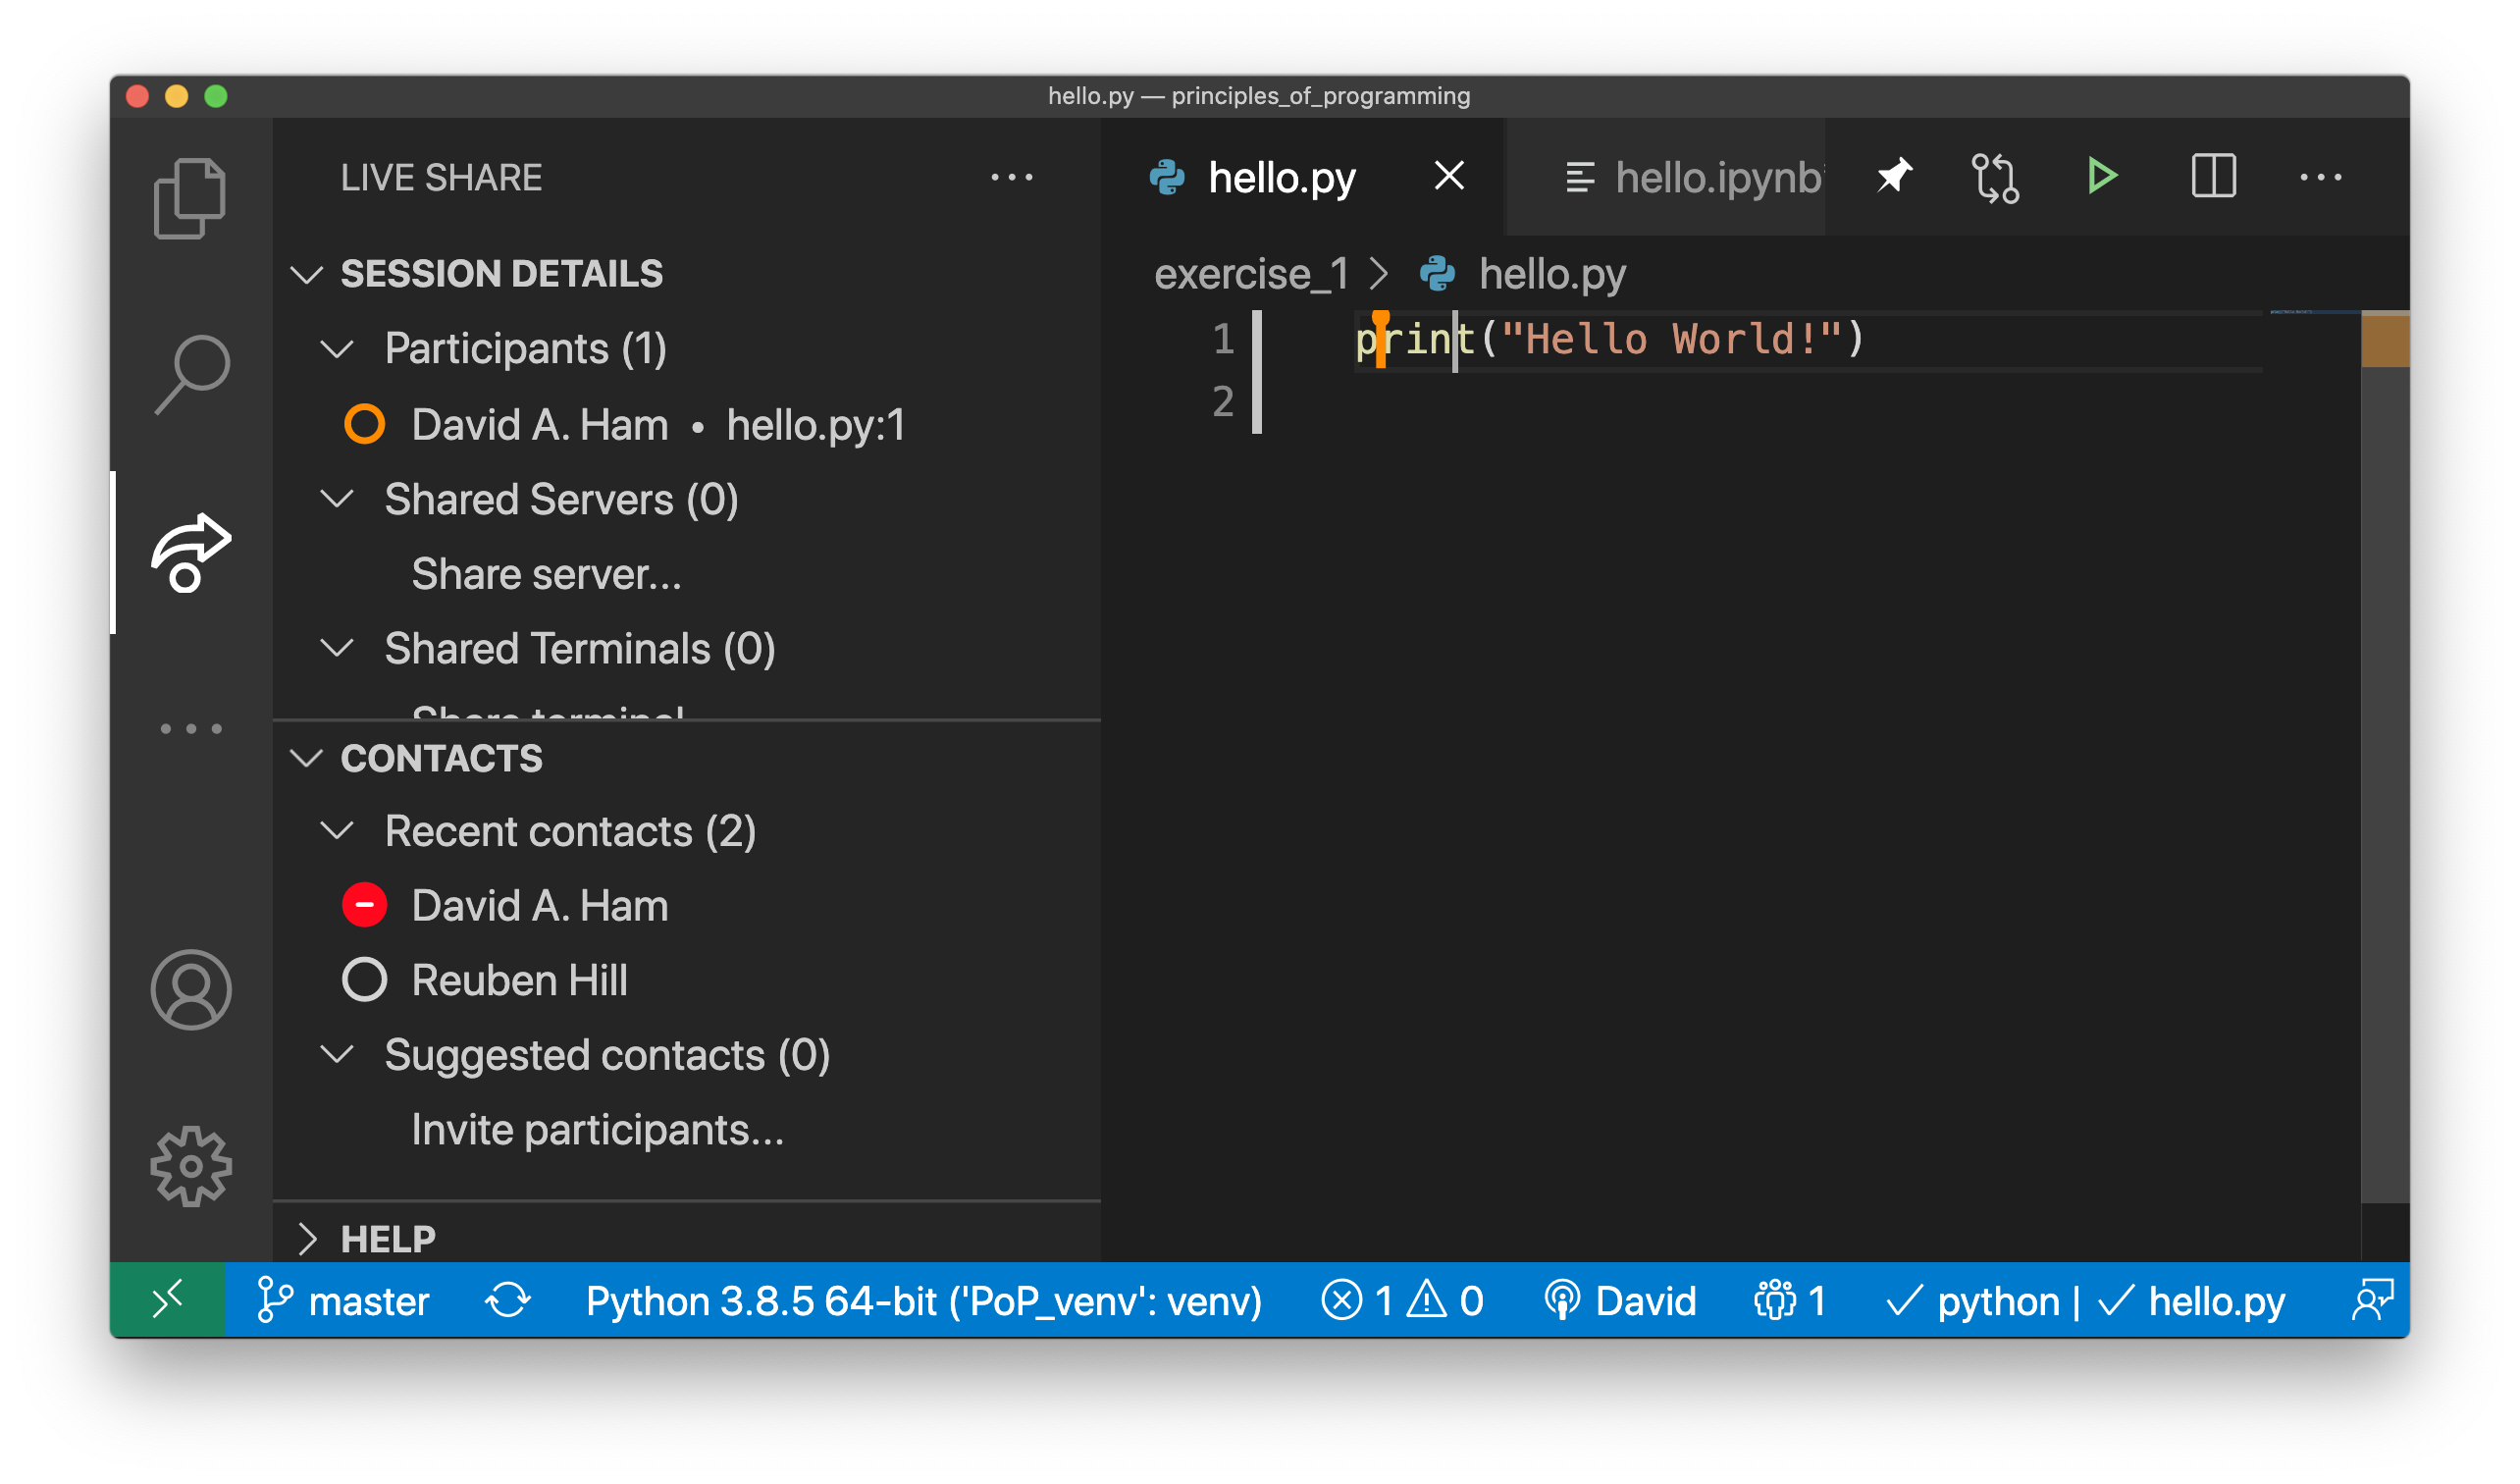 hello.py — principles_of_programming
LIVE SHARE
SESSION DETAILS
Participants (1)
David A. Ham • hello.py:1
Shared Servers (0)
Share server...
Shared Terminals (0)
Share terminal
CONTACTS
Recent contacts (2)
David A. Ham
Reuben Hill
Suggested contacts (0)
Invite participants...
HELP
hello.py hello.ipynb
exercise_1 > hello.py
1 print("Hello World!")
2
master Python 3.8.5 64-bit ('PoP_venv': venv) 1 0 David 1 ✓ python | ✓ hello.py